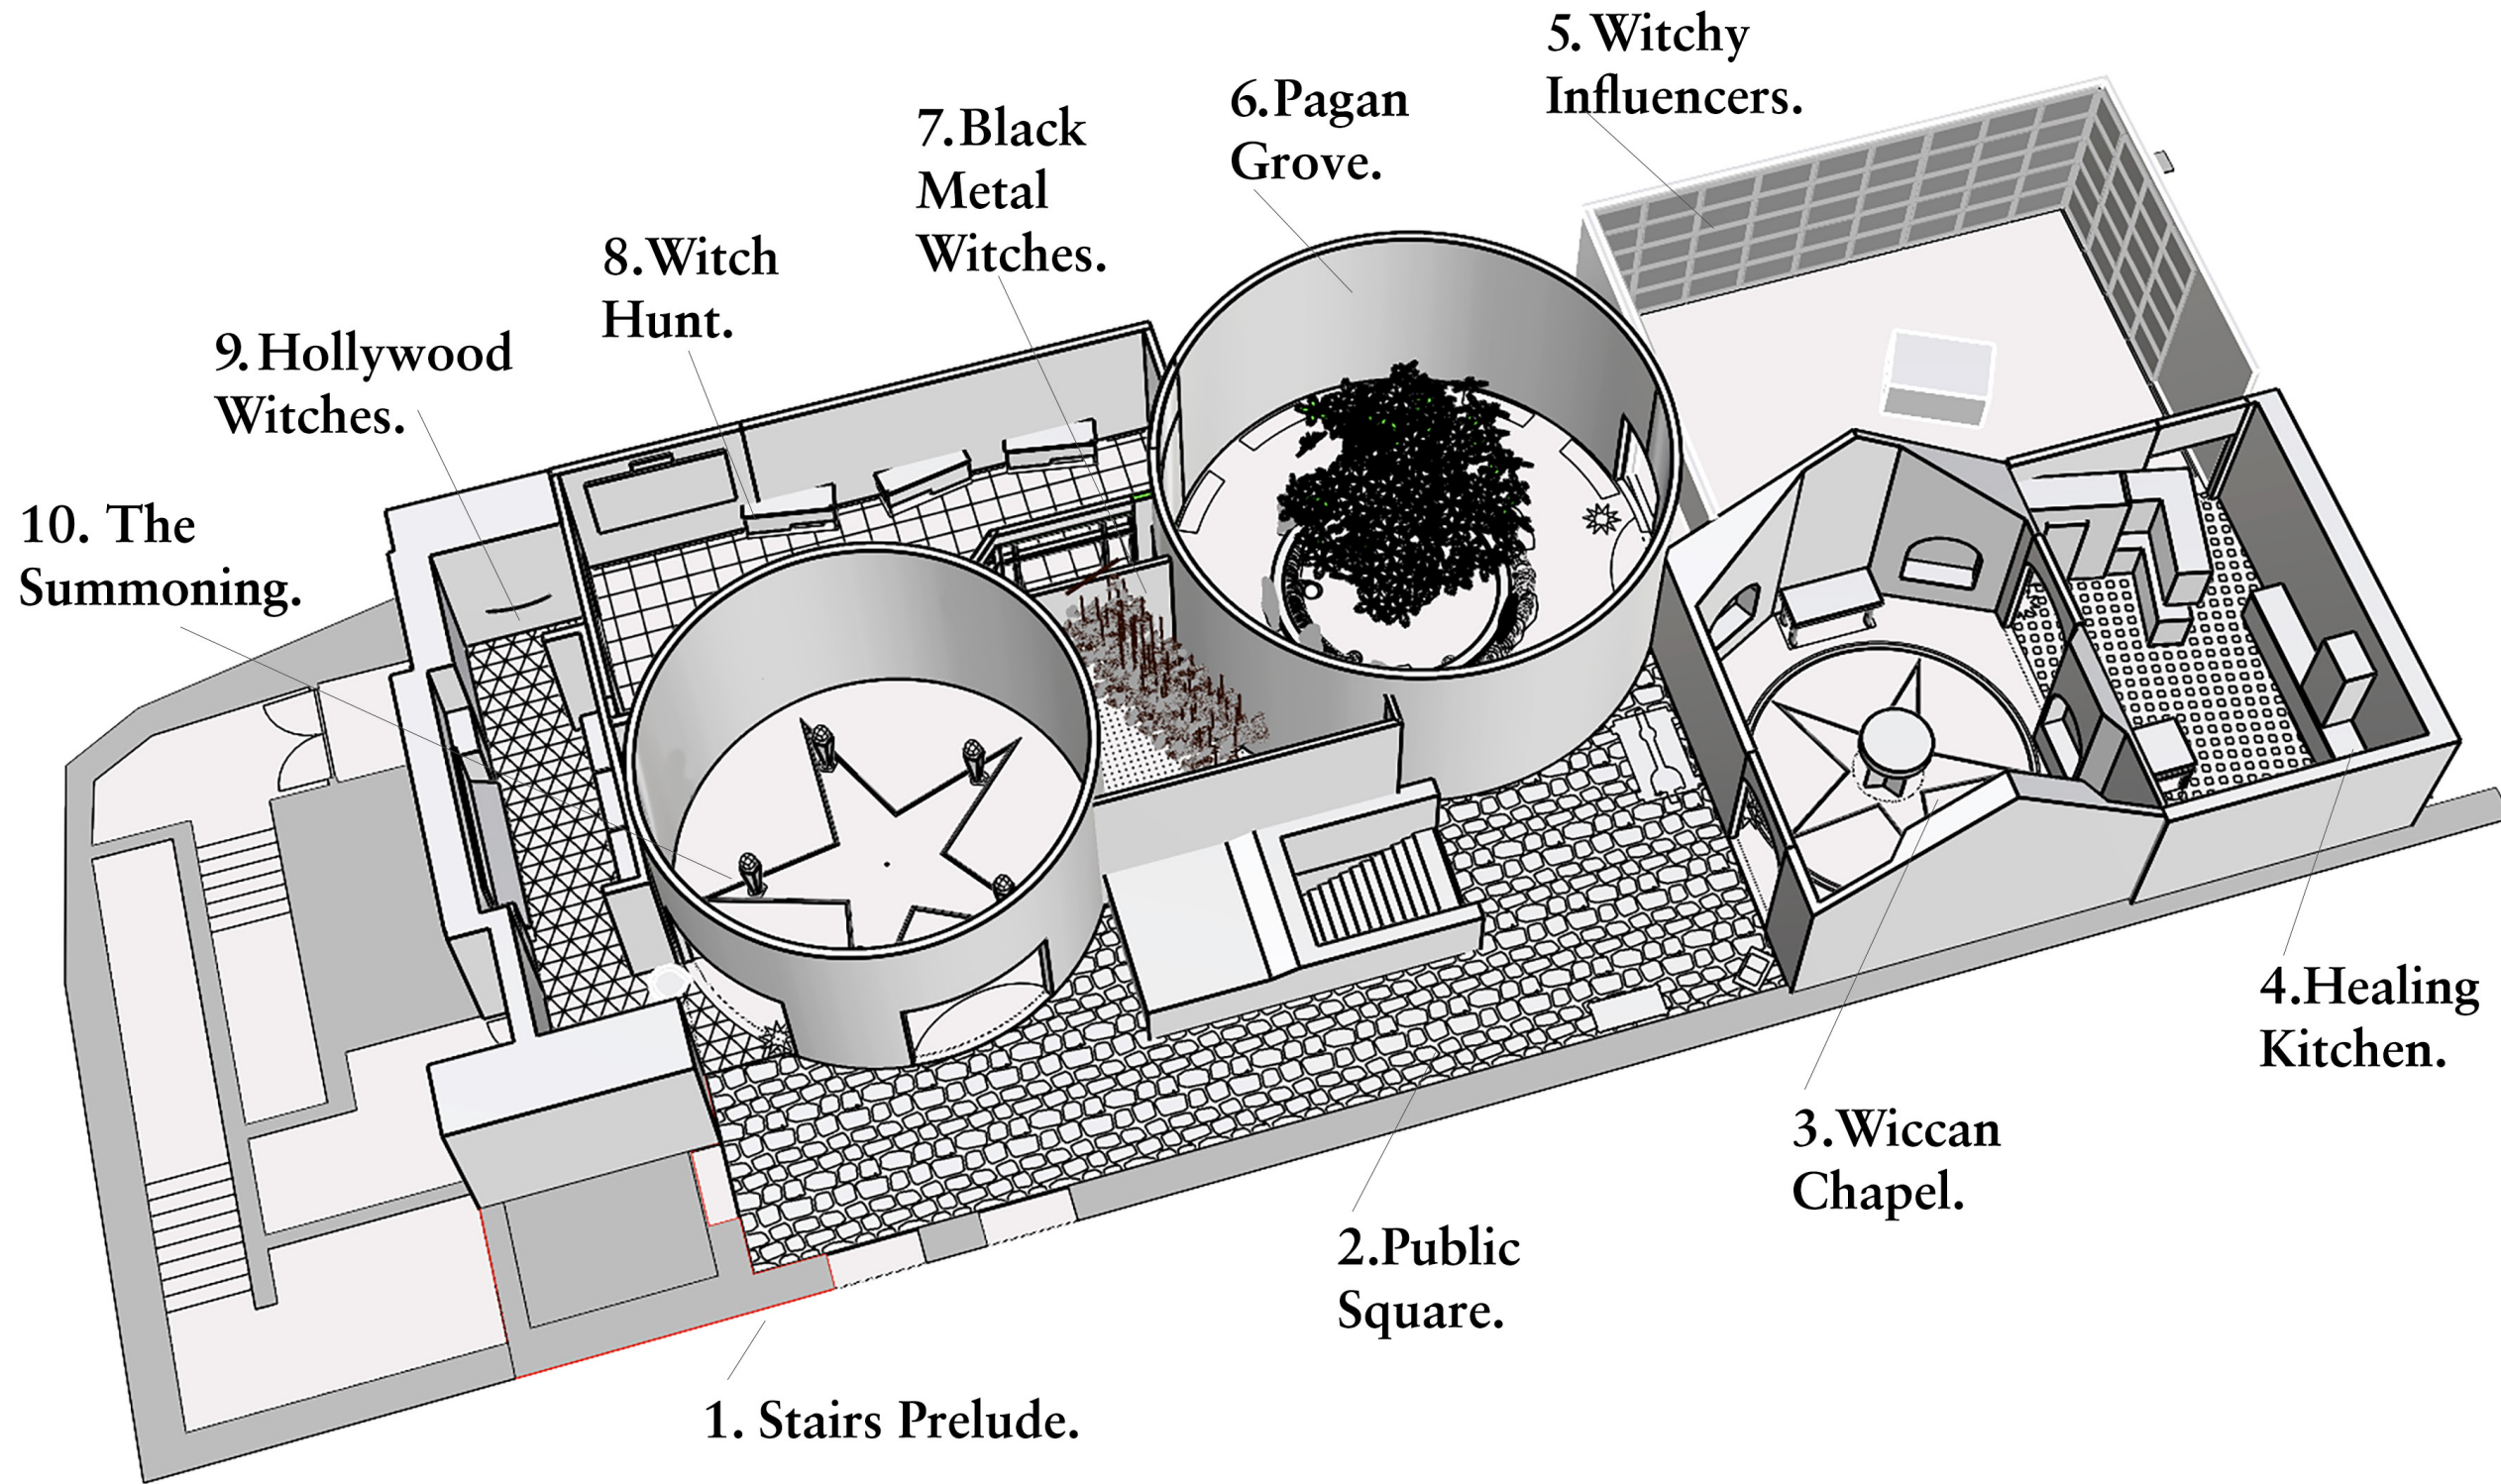 5. Witchy
Influencers.
6.Pagan
Grove.
7.Black
Metal
Witches.
8.Witch
Hunt.
9. Hollywood
Witches.
10. The
Summoning.
4.Healing
Kitchen.
3.Wiccan
Chapel.
2.Public
Square.
1. Stairs Prelude.